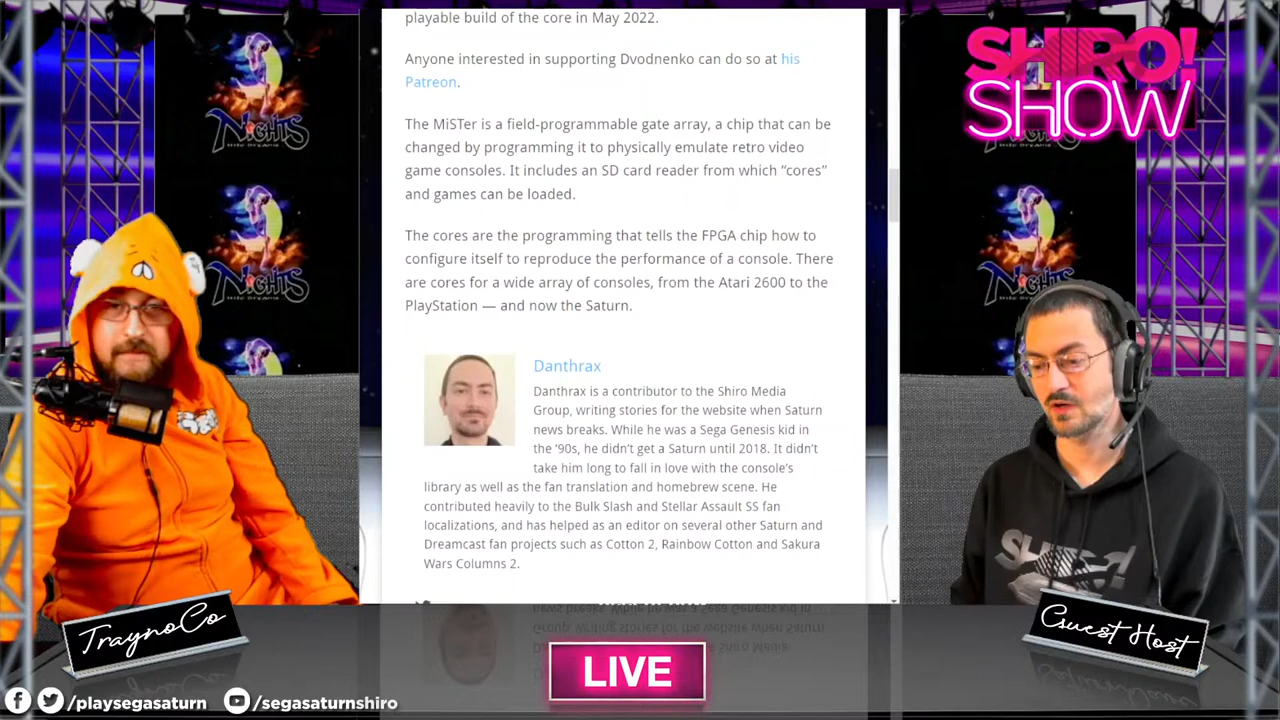 playable build of the core in May 2022.
Anyone interested in supporting Dvodnenko can do so at his
Patreon.
The MiSTer is a field-programmable gate array, a chip that can be
changed by programming it to physically emulate retro video
game consoles. It includes an SD card reader from which “cores”
and games can be loaded.
The cores are the programming that tells the FPGA chip how to
configure itself to reproduce the performance of a console. There
are cores for a wide array of consoles, from the Atari 2600 to the
PlayStation — and now the Saturn.
Danthrax
Danthrax is a contributor to the Shiro Media
Group, writing stories for the website when Saturn
news breaks. While he was a Sega Genesis kid in
the ‘90s, he didn’t get a Saturn until 2018. It didn’t
take him long to fall in love with the console’s
library as well as the fan translation and homebrew scene. He
contributed heavily to the Bulk Slash and Stellar Assault SS fan
localizations, and has helped as an editor on several other Saturn and
Dreamcast fan projects such as Cotton 2, Rainbow Cotton and Sakura
Wars Columns 2.
SHIRO!
SHOW
NiGHTS
NiGHTS
NiGHTS
TraynoCo
Guest Host
LIVE
/playsegasaturn
/segasaturnshiro